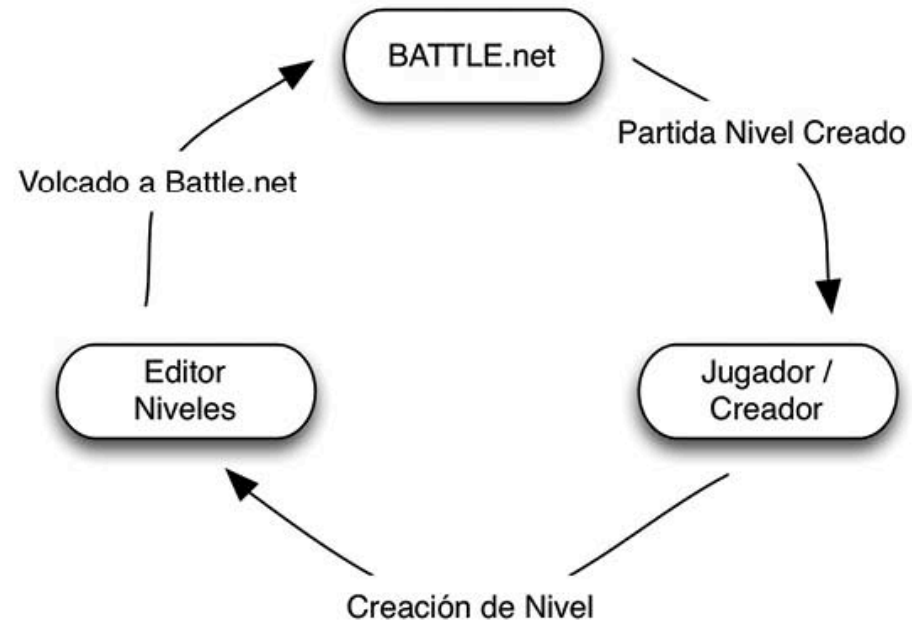 BATTLE.net
Partida Nivel Creado
Volcado a Battle.net
Editor
Niveles
Jugador /
Creador
Creación de Nivel